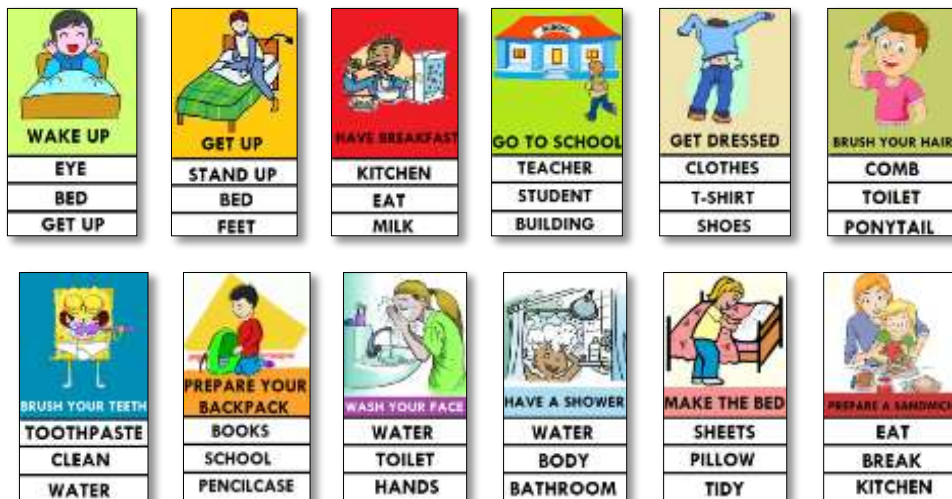 WAKE UP
EYE
BED
GET UP
GET UP
STAND UP
BED
FEET
HAVE BREAKFAST
KITCHEN
EAT
MILK
SCHOOL
GO TO SCHOOL
TEACHER
STUDENT
BUILDING
GET DRESSED
CLOTHES
T-SHIRT
SHOES
BRUSH YOUR HAIR
COMB
TOILET
PONYTAIL
BRUSH YOUR TEETH
TOOTHPASTE
CLEAN
WATER
PREPARE YOUR
BACKPACK
BOOKS
SCHOOL
PENCILCASE
WASH YOUR FACE
WATER
TOILET
HANDS
HAVE A SHOWER
WATER
BODY
BATHROOM
MAKE THE BED
SHEETS
PILLOW
TIDY
PREPARE A SANDWICH
EAT
BREAK
KITCHEN